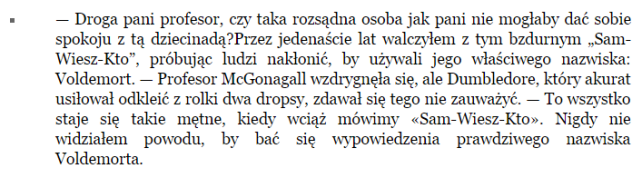 — Droga pani profesor, czy taka rozsądna osoba jak pani nie mogłaby dać sobie
spokoju z tą dziecinadą?Przez jedenaście lat walczyłem z tym bzdurnym „Sam-
Wiesz-Kto”, próbując ludzi nakłonić, by używali jego właściwego nazwiska:
Voldemort. — Profesor McGonagall wzdrygnęła się, ale Dumbledore, który akurat
usiłował odkleić z rolki dwa dropsy, zdawał się tego nie zauważyć. — To wszystko
staje się takie mętne, kiedy wciąż mówimy «Sam-Wiesz-Kto». Nigdy nie
widziałem powodu, by bać się wypowiedzenia prawdziwego nazwiska
Voldemorta.